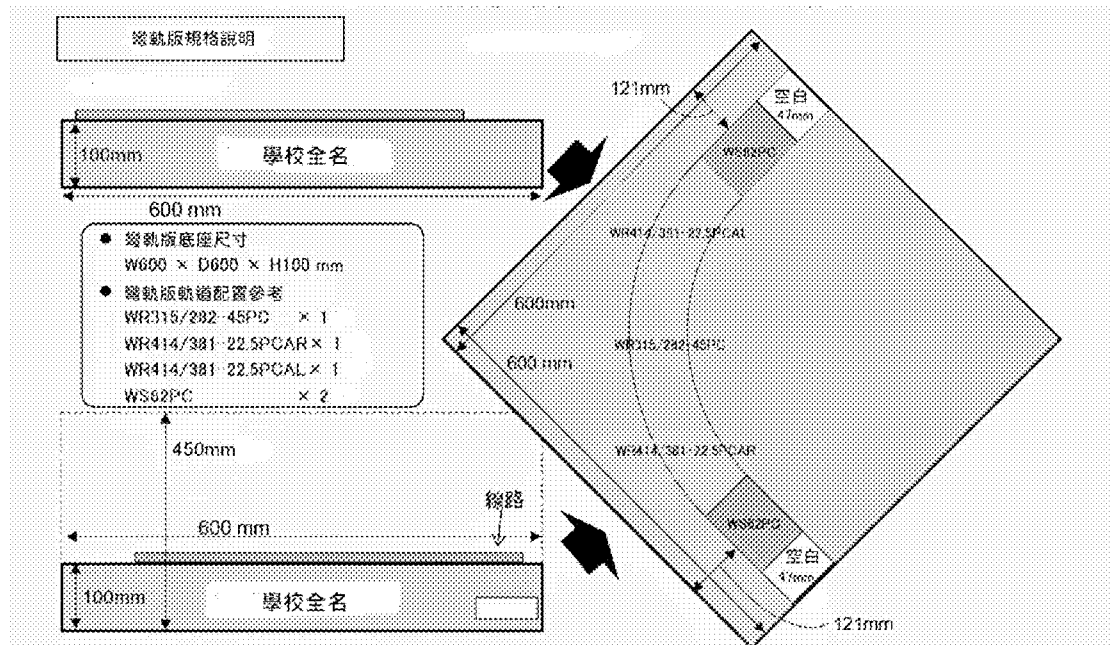 彎軌版規格說明
100mm
學校全名
600 mm
● 彎軌版底座尺寸
W600 × D600 × H100 mm
● 彎軌版軌道配置參考
WR315/282-45PC × 1
WR414/381-22.5PCAR × 1
WR414/381-22.5PCAL × 1
WS62PC × 2
450mm
線路
600 mm
100mm
學校全名
121mm
空白
47mm
WS62PC
WR414/381-22.5PCAL
600mm
WR315/282-45PC
600 mm
WR414/381-22.5PCAR
WS62PC
空白
47mm
121mm